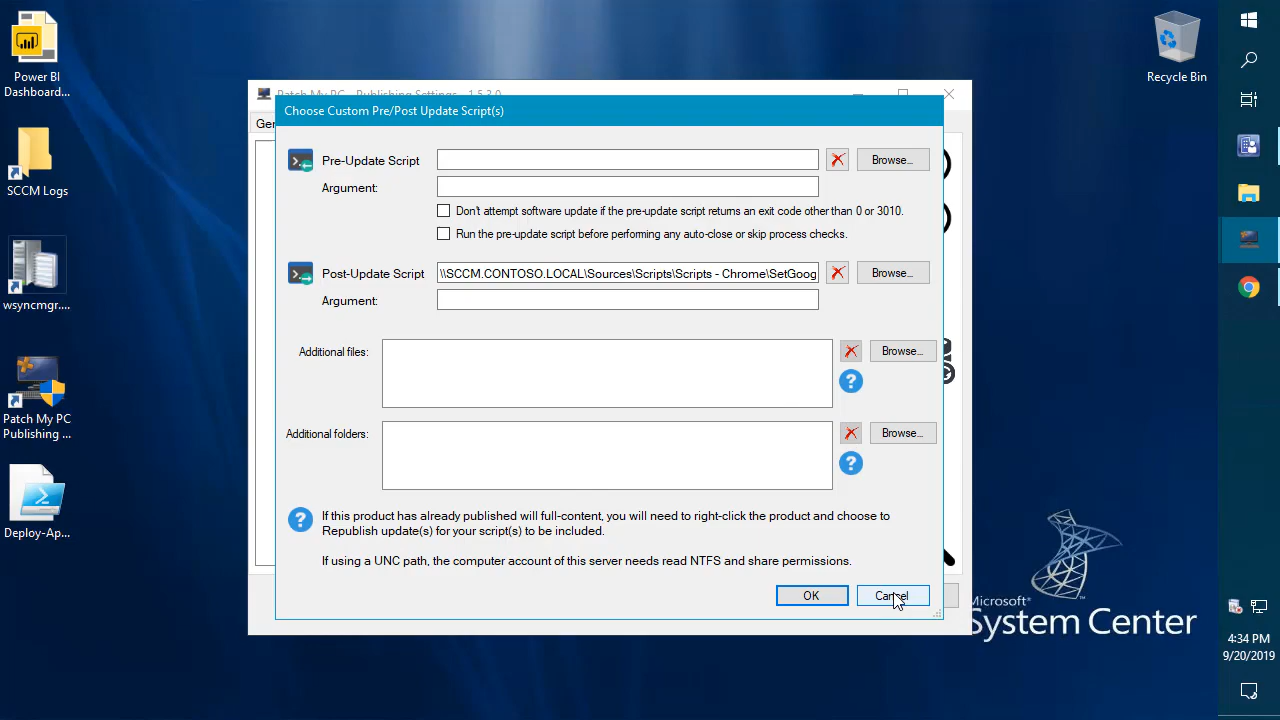 Power BI
Dashboard...
SCCM Logs
wsyncmgr....
Patch My PC
Publishing ...
Deploy-Ap...
Recycle Bin
Patch My PC - Publishing Settings - 1.5.3.0
Gen
Choose Custom Pre/Post Update Script(s)
Pre-Update Script
Browse...
Argument:
Don't attempt software update if the pre-update script returns an exit code other than 0 or 3010.
Run the pre-update script before performing any auto-close or skip process checks.
Post-Update Script
\\SCCM.CONTOSO.LOCAL\Sources\Scripts\Scripts - Chrome\SetGoog
Browse...
Argument:
Additional files:
Browse...
Additional folders:
Browse...
If this product has already published will full-content, you will need to right-click the product and choose to
Republish update(s) for your script(s) to be included.
If using a UNC path, the computer account of this server needs read NTFS and share permissions.
OK
Cancel
Microsoft®
System Center
4:34 PM
9/20/2019